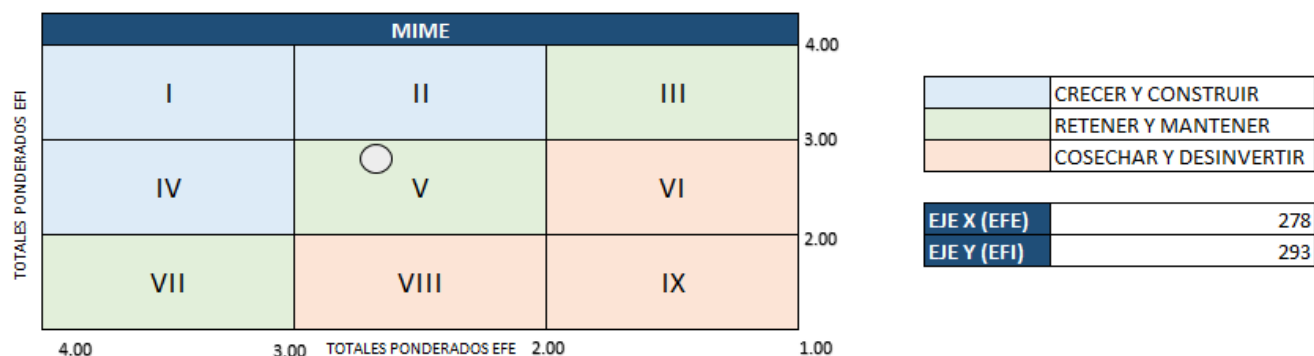 MIME
4.00
I
II
III
3.00
IV
V
VI
2.00
VII
VIII
IX
4.00
3.00
TOTALES PONDERADOS EFE
2.00
1.00
TOTALES PONDERADOS EFI
CRECER Y CONSTRUIR
RETENER Y MANTENER
COSECHAR Y DESINVERTIR
EJE X (EFE) 278
EJE Y (EFI) 293